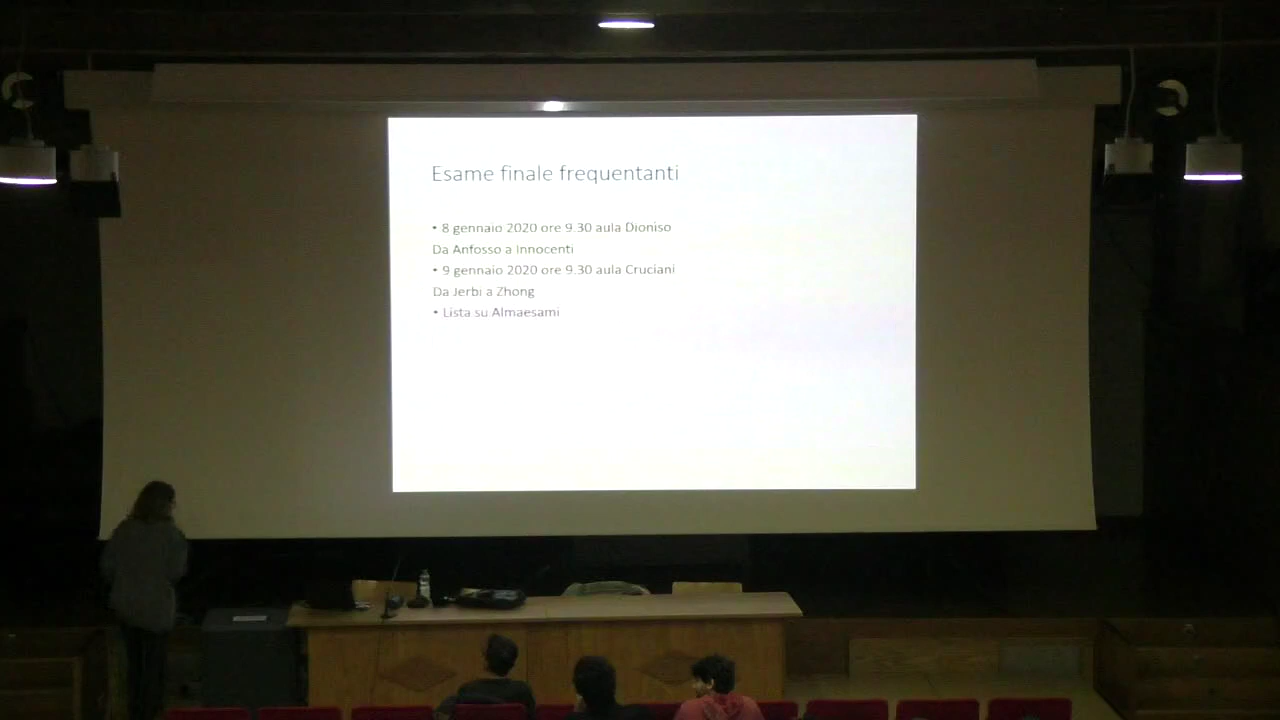 Esame finale frequentanti
• 8 gennaio 2020 ore 9.30 aula Dioniso
Da Anfosso a Innocenti
• 9 gennaio 2020 ore 9.30 aula Cruciani
Da Jerbi a Zhong
• Lista su Almaesami